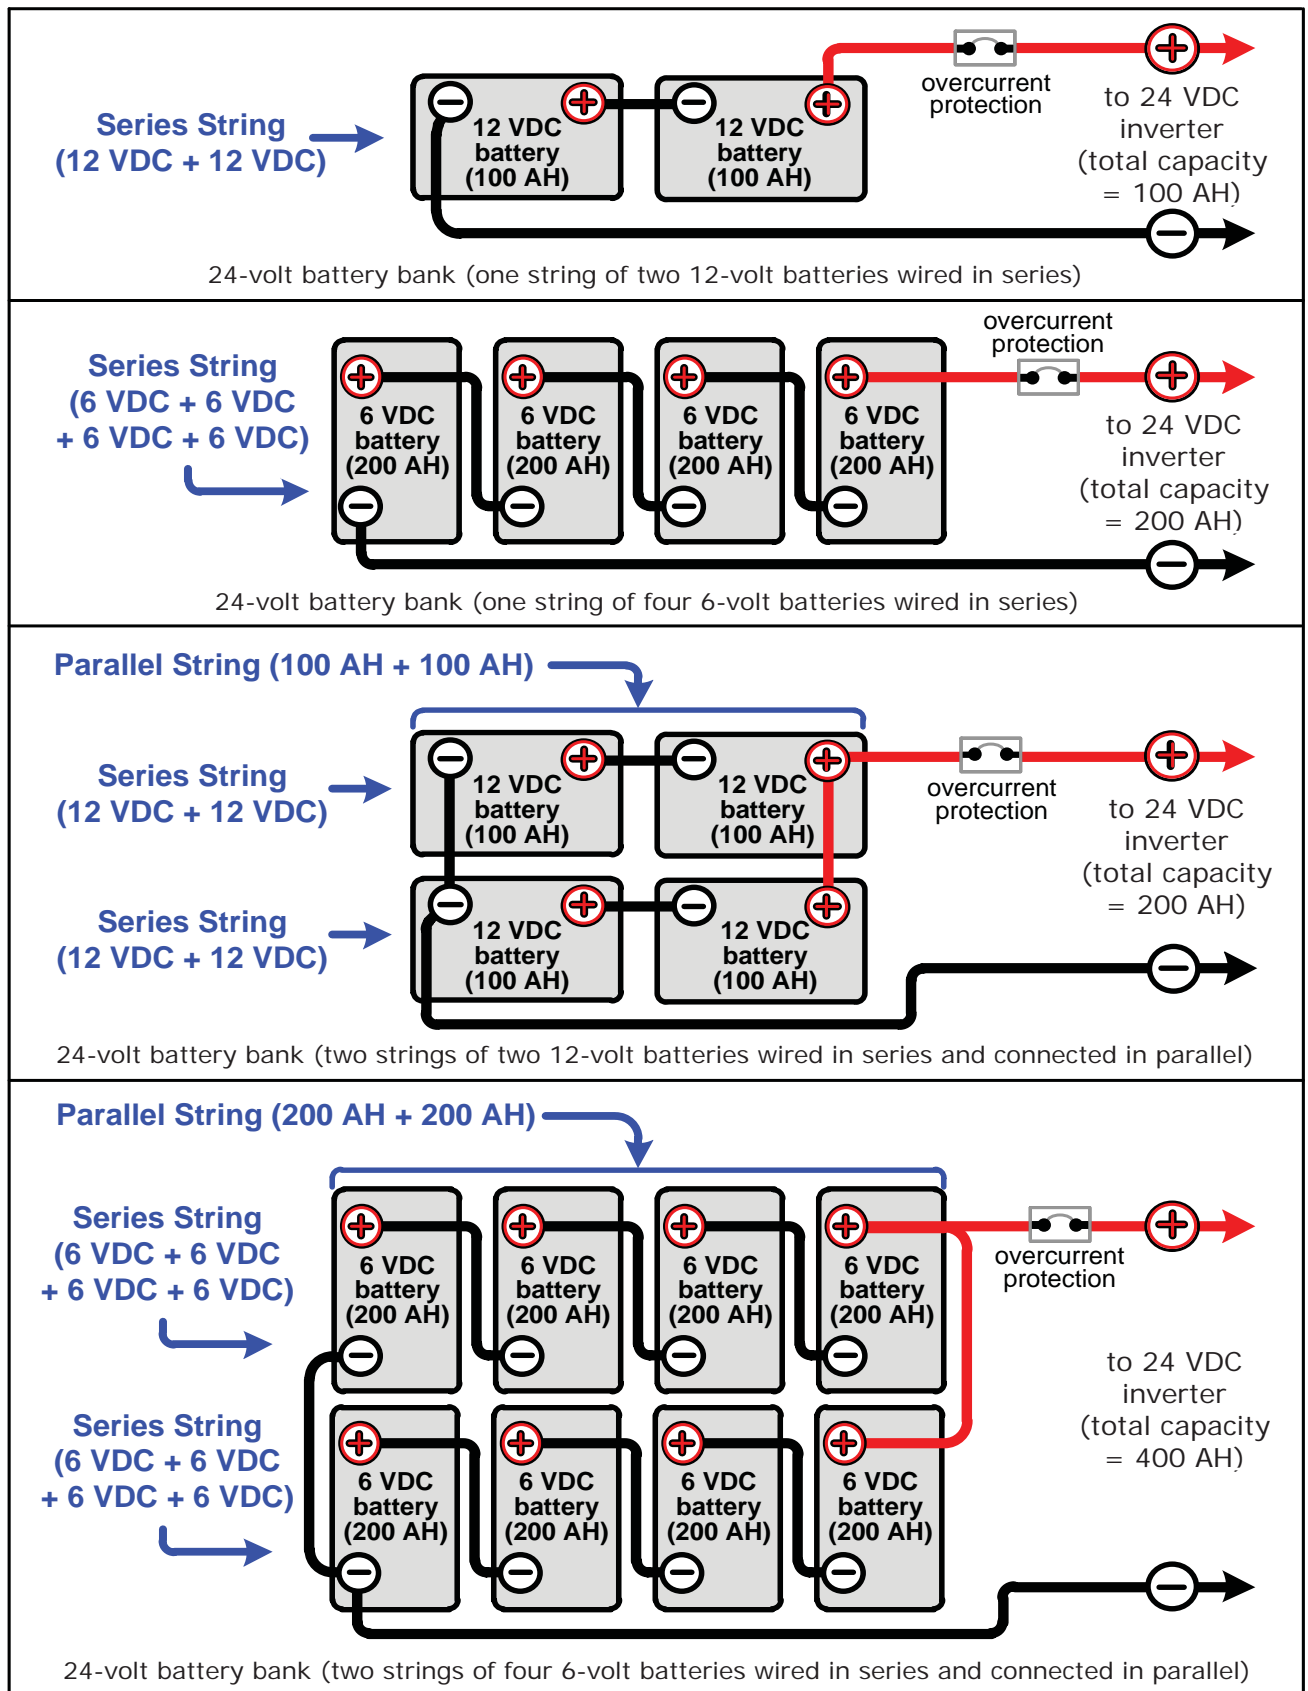 Series String
(12 VDC + 12 VDC)
12 VDC
battery
(100 AH)
12 VDC
battery
(100 AH)
overcurrent
protection
to 24 VDC
inverter
(total capacity
= 100 AH)
24-volt battery bank (one string of two 12-volt batteries wired in series)
Series String
(6 VDC + 6 VDC
+ 6 VDC + 6 VDC)
6 VDC
battery
(200 AH)
6 VDC
battery
(200 AH)
6 VDC
battery
(200 AH)
6 VDC
battery
(200 AH)
overcurrent
protection
to 24 VDC
inverter
(total capacity
= 200 AH)
24-volt battery bank (one string of four 6-volt batteries wired in series)
Parallel String (100 AH + 100 AH)
Series String
(12 VDC + 12 VDC)
12 VDC
battery
(100 AH)
12 VDC
battery
(100 AH)
overcurrent
protection
to 24 VDC
inverter
(total capacity
= 200 AH)
Series String
(12 VDC + 12 VDC)
12 VDC
battery
(100 AH)
12 VDC
battery
(100 AH)
24-volt battery bank (two strings of two 12-volt batteries wired in series and connected in parallel)
Parallel String (200 AH + 200 AH)
Series String
(6 VDC + 6 VDC
+ 6 VDC + 6 VDC)
6 VDC
battery
(200 AH)
6 VDC
battery
(200 AH)
6 VDC
battery
(200 AH)
6 VDC
battery
(200 AH)
overcurrent
protection
to 24 VDC
inverter
(total capacity
= 400 AH)
Series String
(6 VDC + 6 VDC
+ 6 VDC + 6 VDC)
6 VDC
battery
(200 AH)
6 VDC
battery
(200 AH)
6 VDC
battery
(200 AH)
6 VDC
battery
(200 AH)
24-volt battery bank (two strings of four 6-volt batteries wired in series and connected in parallel)